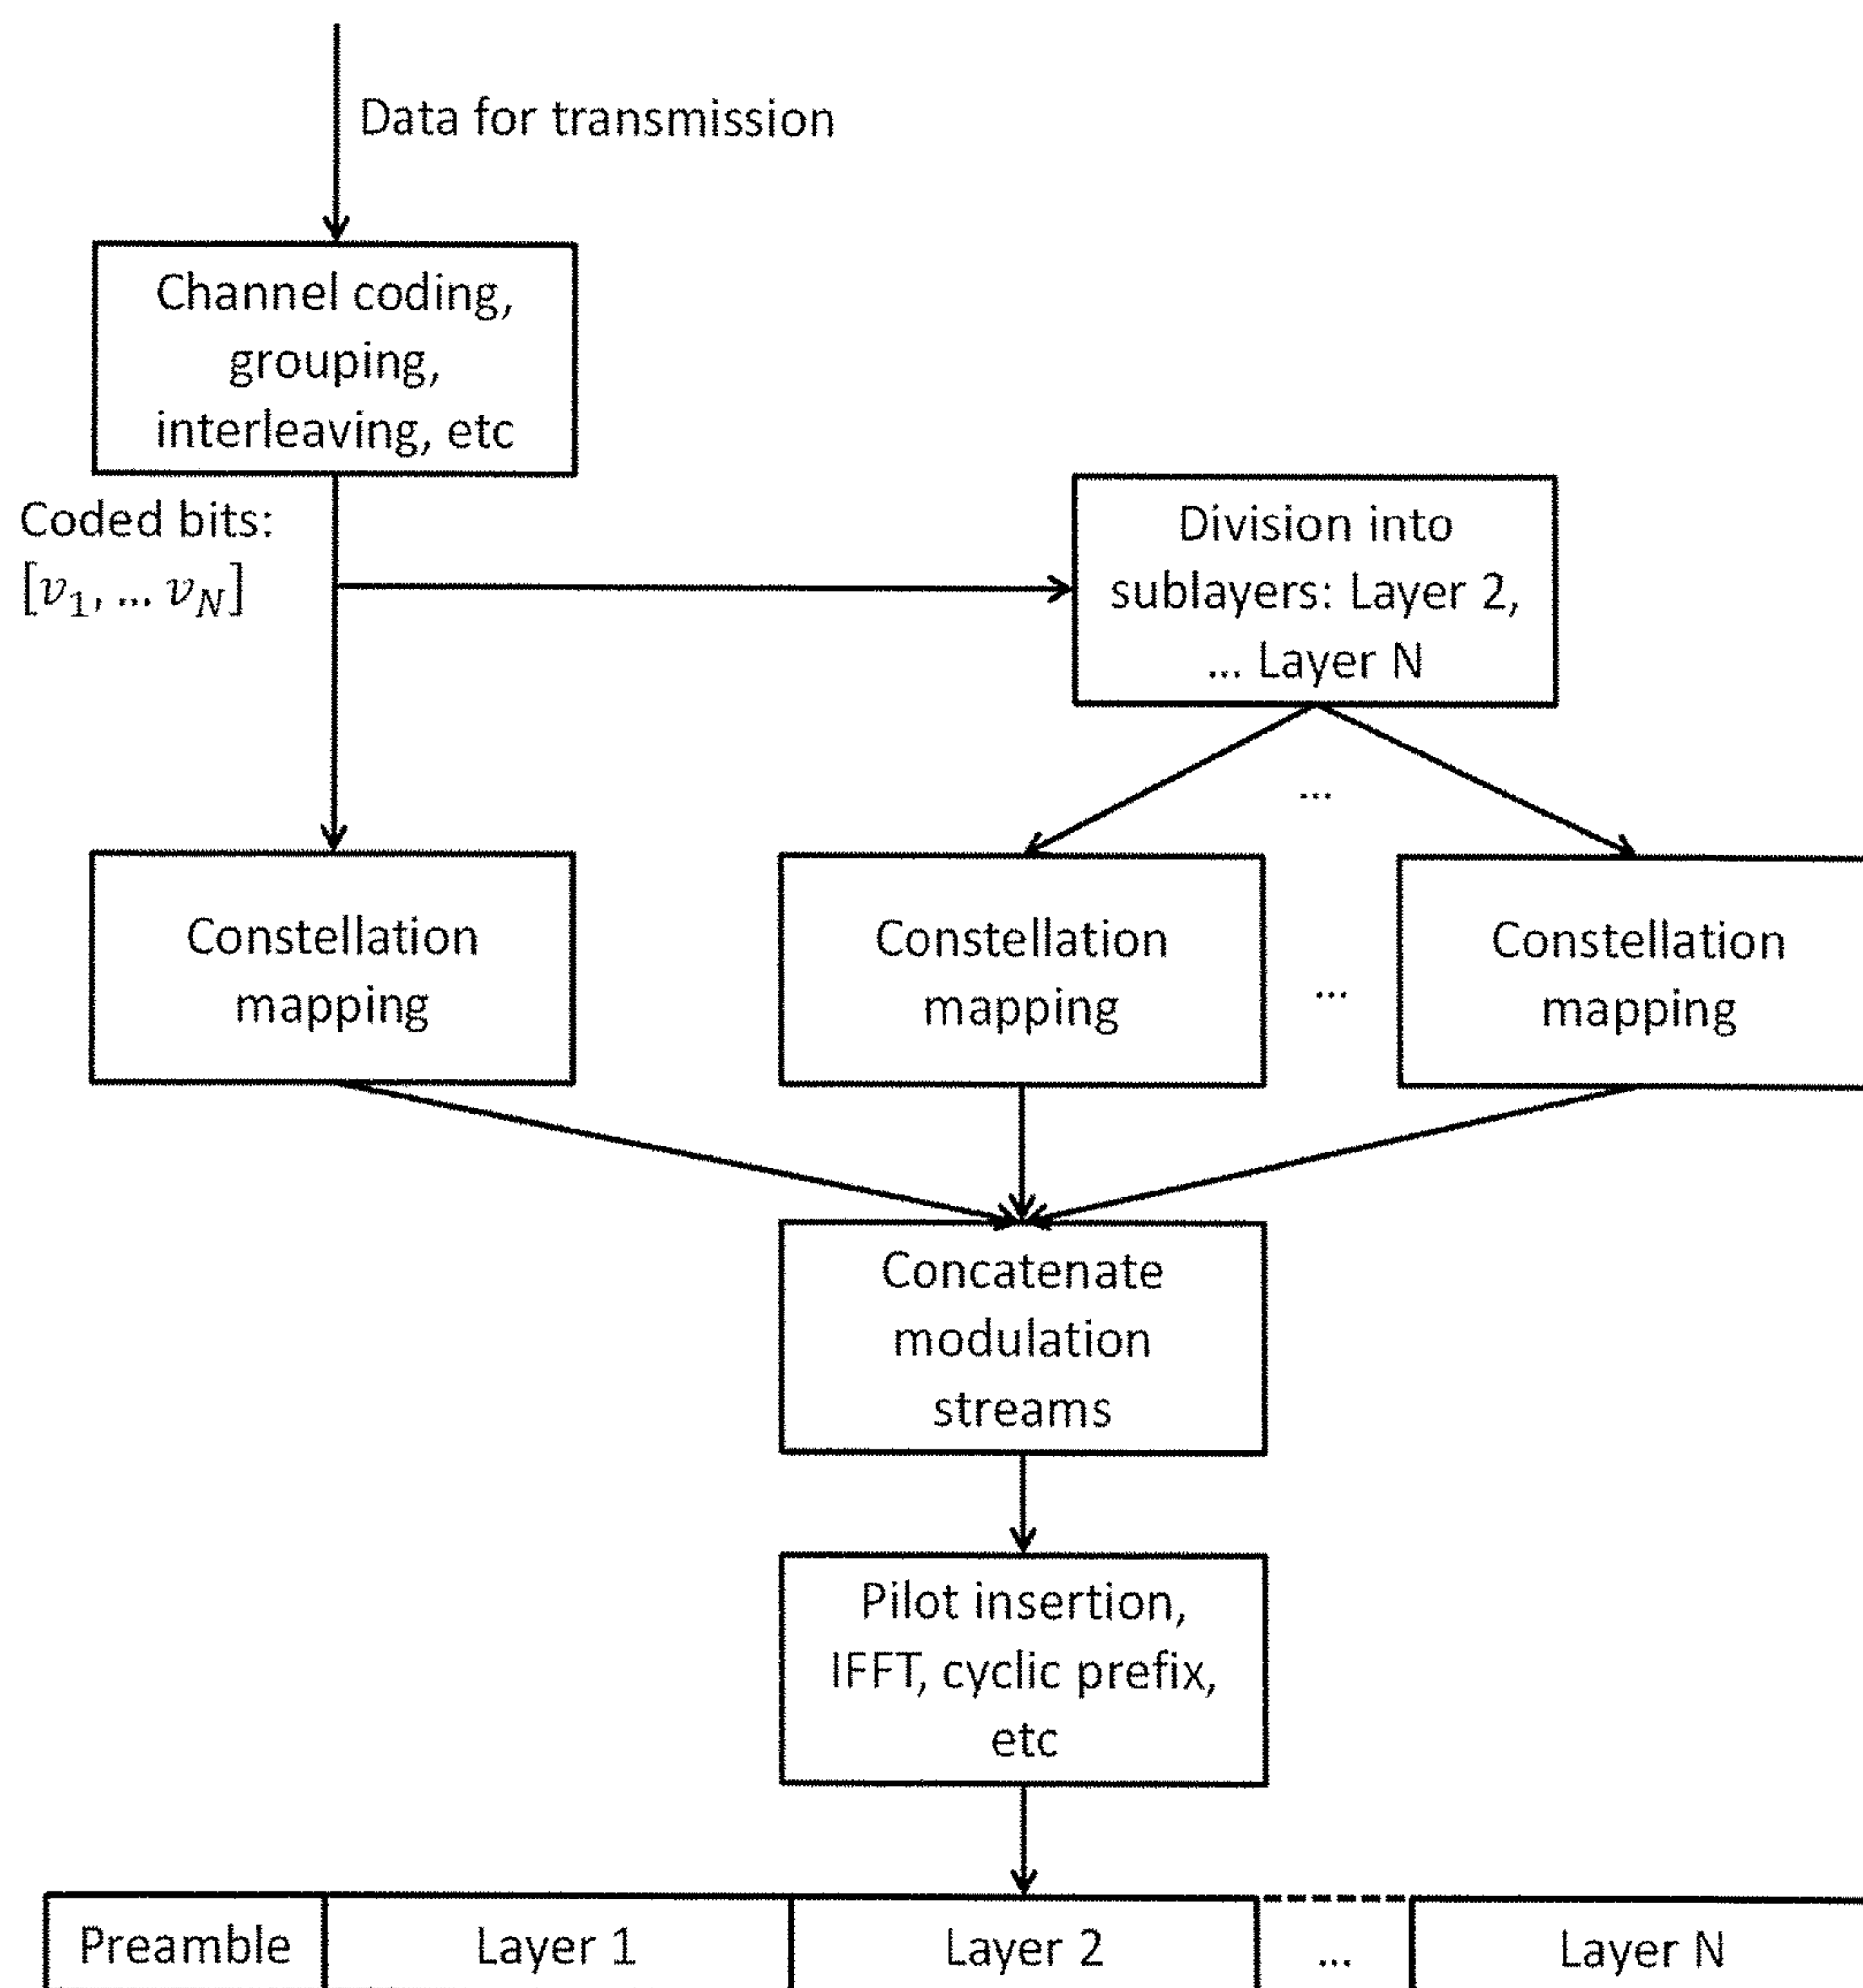 Data for transmission
Channel coding,
grouping,
interleaving, etc
Coded bits:
[v₁, ... v_N]
Division into
sublayers: Layer 2,
... Layer N
...
Constellation
mapping
Constellation
mapping
...
Constellation
mapping
Concatenate
modulation
streams
Pilot insertion,
IFFT, cyclic prefix,
etc
Preamble
Layer 1
Layer 2
...
Layer N